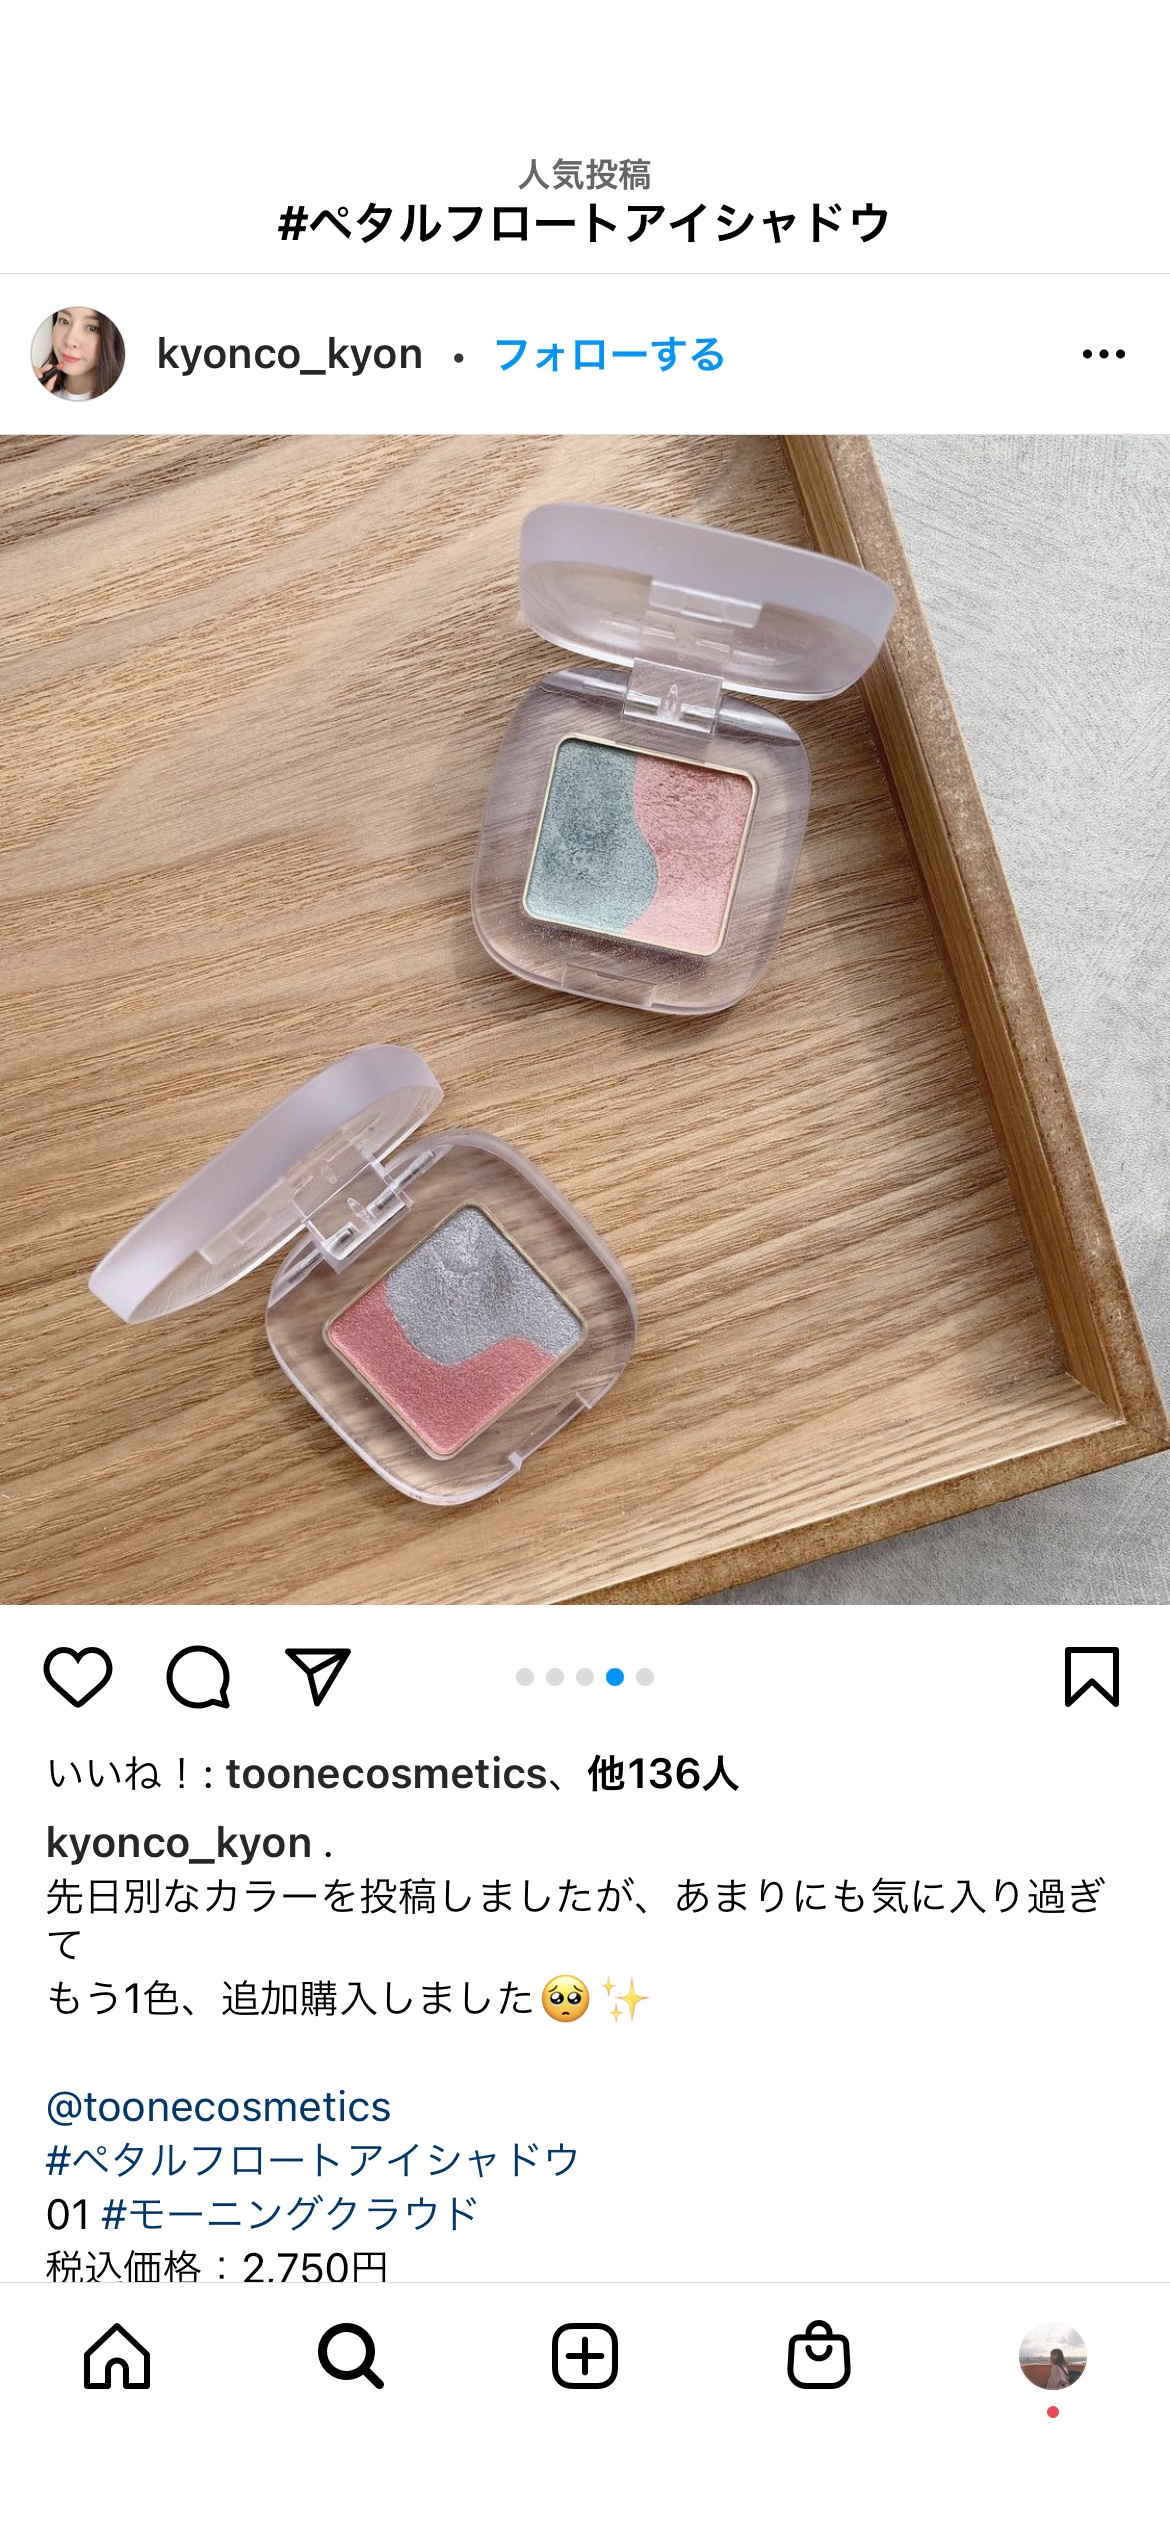 人気投稿
#ペタルフロートアイシャドウ
kyonco_kyon • フォローする
いいね！: toonecosmetics、他136人
kyonco_kyon .
先日別なカラーを投稿しましたが、あまりにも気に入り過ぎ
て
もう1色、追加購入しました🥺✨
@toonecosmetics
#ペタルフロートアイシャドウ
01 #モーニングクラウド
税込価格：2,750円